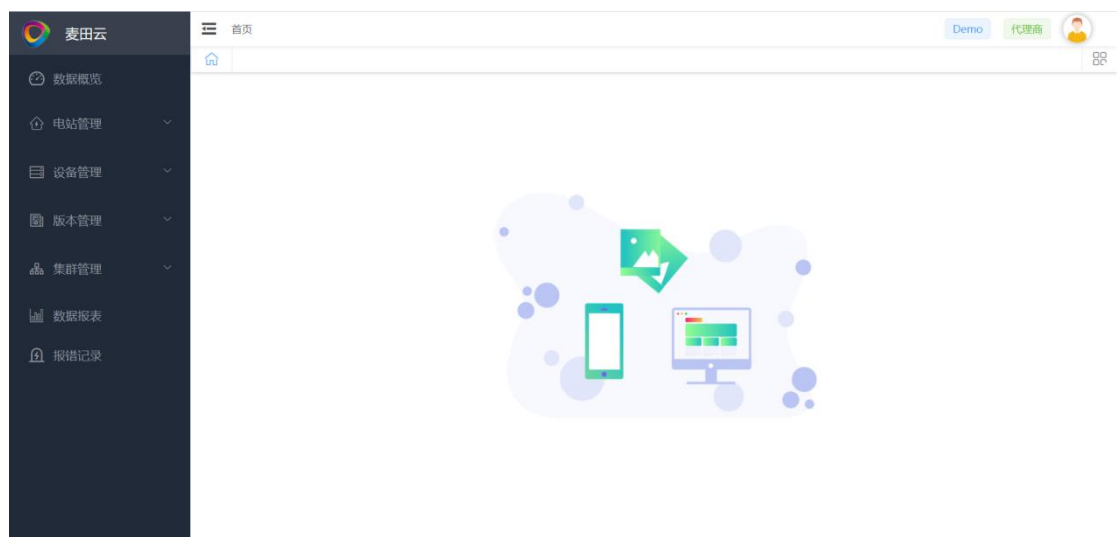 麦田云
首页
Demo
代理商
数据概览
电站管理
设备管理
版本管理
集群管理
数据报表
报错记录